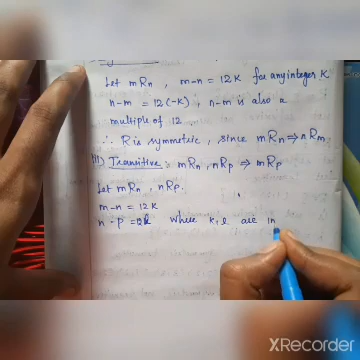 Let mRn, m-n = 12K for any integer K
n-m = 12(-K), n-m is also a
multiple of 12.
∴ R is symmetric, since mRn ⇒ nRm
III) Transitive : mRn, nRp ⇒ mRp
Let mRn, nRp.
m-n = 12K
n-p = 12l where K, l are in
XRecorder